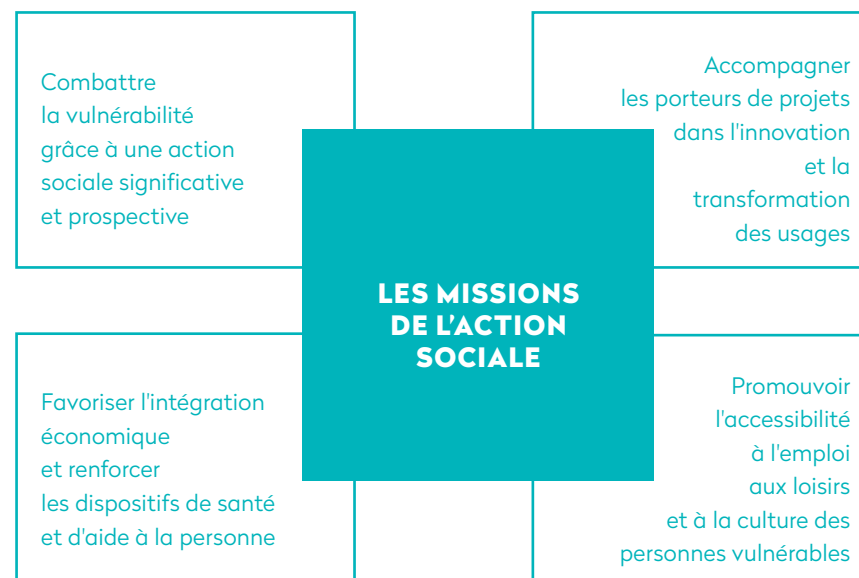 Combattre
la vulnérabilité
grâce à une action
sociale significative
et prospective
Accompagner
les porteurs de projets
dans l'innovation
et la
transformation
des usages
LES MISSIONS
DE L'ACTION
SOCIALE
Favoriser l'intégration
économique
et renforcer
les dispositifs de santé
et d'aide à la personne
Promouvoir
l'accessibilité
à l'emploi
aux loisirs
et à la culture des
personnes vulnérables